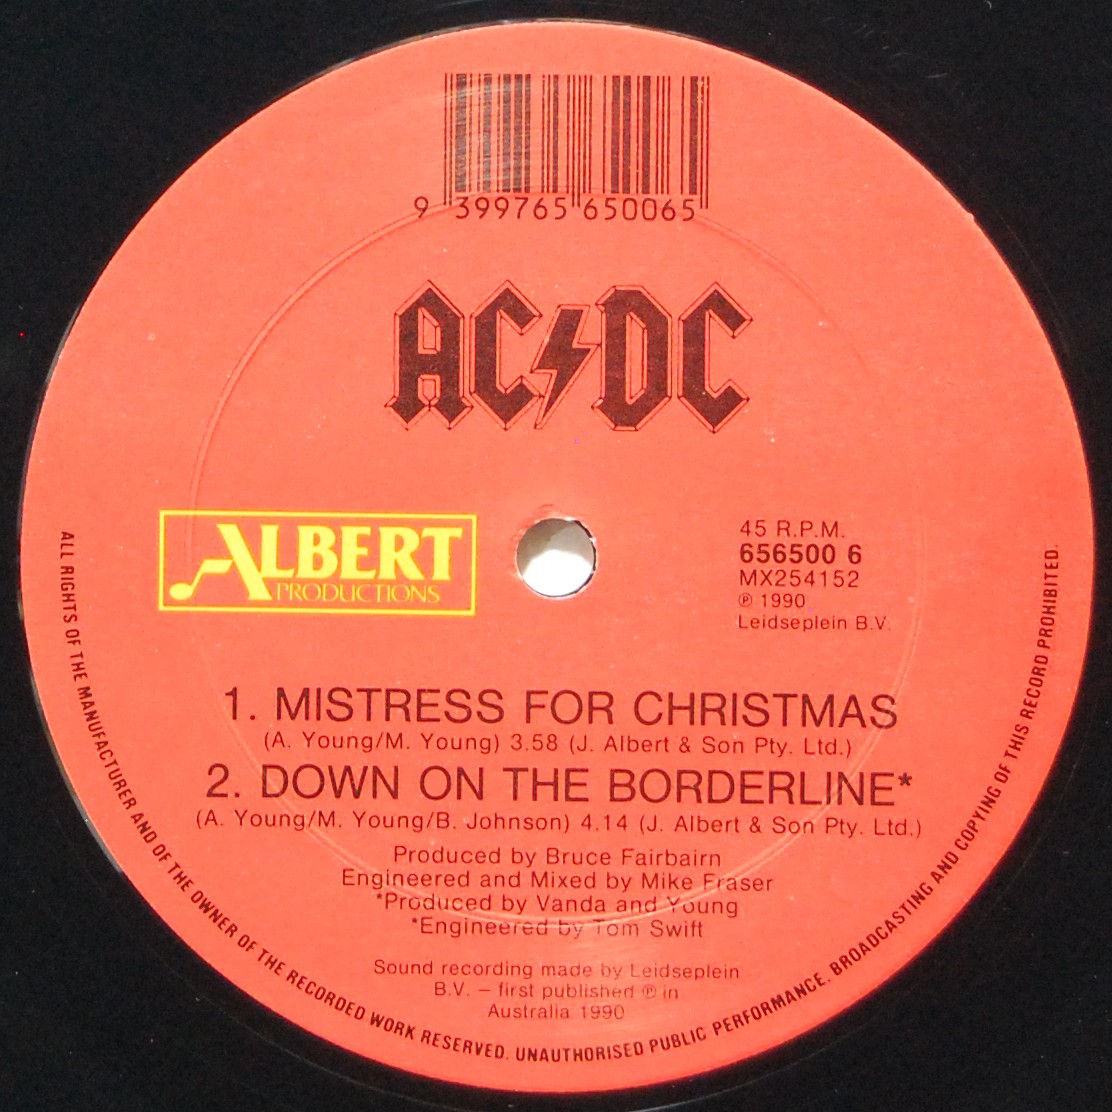 9 399765 650065
AC DC
ALBERT
PRODUCTIONS
45 R.P.M.
656500 6
MX254152
℗ 1990
Leidseplein B.V.
1. MISTRESS FOR CHRISTMAS
(A. Young/M. Young) 3.58 (J. Albert & Son Pty. Ltd.)
2. DOWN ON THE BORDERLINE*
(A. Young/M. Young/B. Johnson) 4.14 (J. Albert & Son Pty. Ltd.)
Produced by Bruce Fairbairn
Engineered and Mixed by Mike Fraser
*Produced by Vanda and Young
*Engineered by Tom Swift
Sound recording made by Leidseplein
B.V. – first published ℗ in
Australia 1990
ALL RIGHTS OF THE MANUFACTURER AND OF THE OWNER OF THE RECORDED WORK RESERVED. UNAUTHORISED PUBLIC PERFORMANCE. BROADCASTING AND COPYING OF THIS RECORD PROHIBITED.